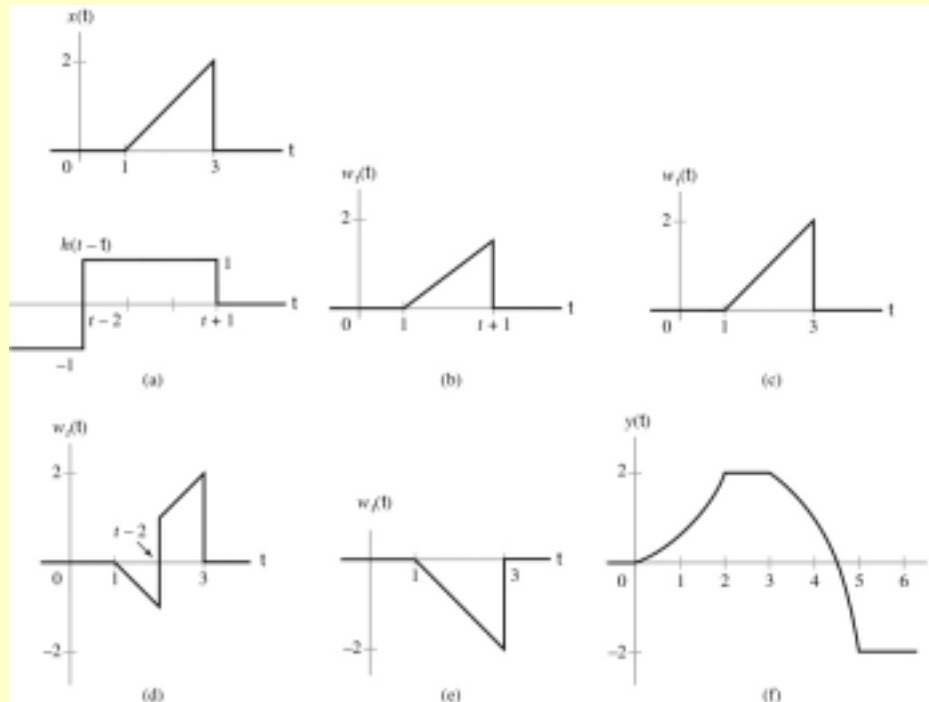 x(t)
2
0 1 3 t
h(t − t)
1
t − 2 t + 1 t
−1
(a)
w_t(t)
2
0 1 t + 1 t
(b)
w_t(t)
2
0 1 3 t
(c)
w_t(t)
2
t − 2
0 1 3 t
−2
(d)
w_t(t)
1 3 t
−2
(e)
y(t)
2
0 1 2 3 4 5 6
−2
(f)